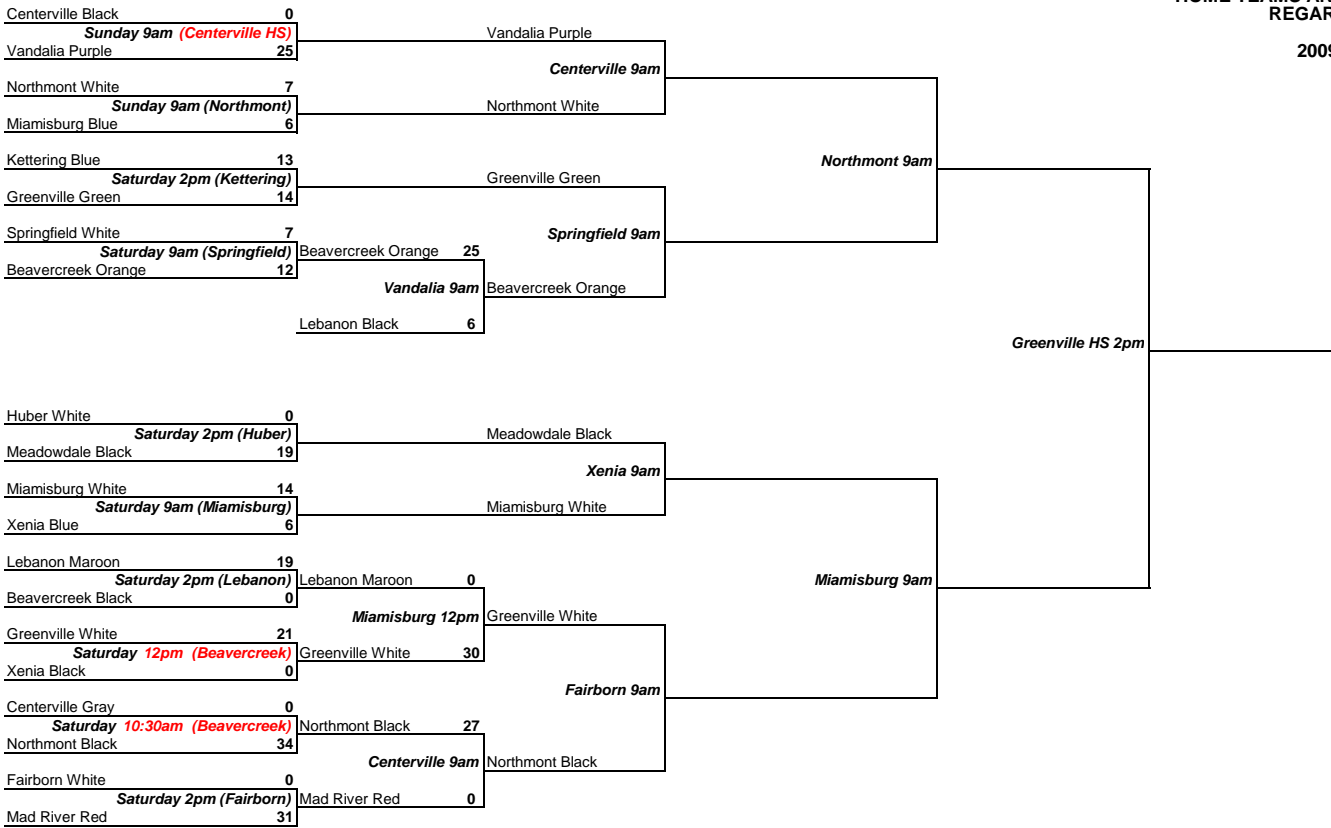 HOME TEAMS AR
REGAR
2009
Centerville Black 0
Sunday 9am (Centerville HS)
Vandalia Purple 25
Vandalia Purple
Centerville 9am
Northmont White 7
Sunday 9am (Northmont)
Miamisburg Blue 6
Northmont White
Northmont 9am
Kettering Blue 13
Saturday 2pm (Kettering)
Greenville Green 14
Greenville Green
Springfield 9am
Springfield White 7
Saturday 9am (Springfield)
Beavercreek Orange 12
Beavercreek Orange 25
Vandalia 9am
Beavercreek Orange
Lebanon Black 6
Greenville HS 2pm
Huber White 0
Saturday 2pm (Huber)
Meadowdale Black 19
Meadowdale Black
Xenia 9am
Miamisburg White 14
Saturday 9am (Miamisburg)
Xenia Blue 6
Miamisburg White
Miamisburg 9am
Lebanon Maroon 19
Saturday 2pm (Lebanon)
Beavercreek Black 0
Lebanon Maroon 0
Miamisburg 12pm
Greenville White
Greenville White 21
Saturday 12pm (Beavercreek)
Xenia Black 0
Greenville White 30
Fairborn 9am
Centerville Gray 0
Saturday 10:30am (Beavercreek)
Northmont Black 34
Northmont Black 27
Centerville 9am
Northmont Black
Fairborn White 0
Saturday 2pm (Fairborn)
Mad River Red 31
Mad River Red 0